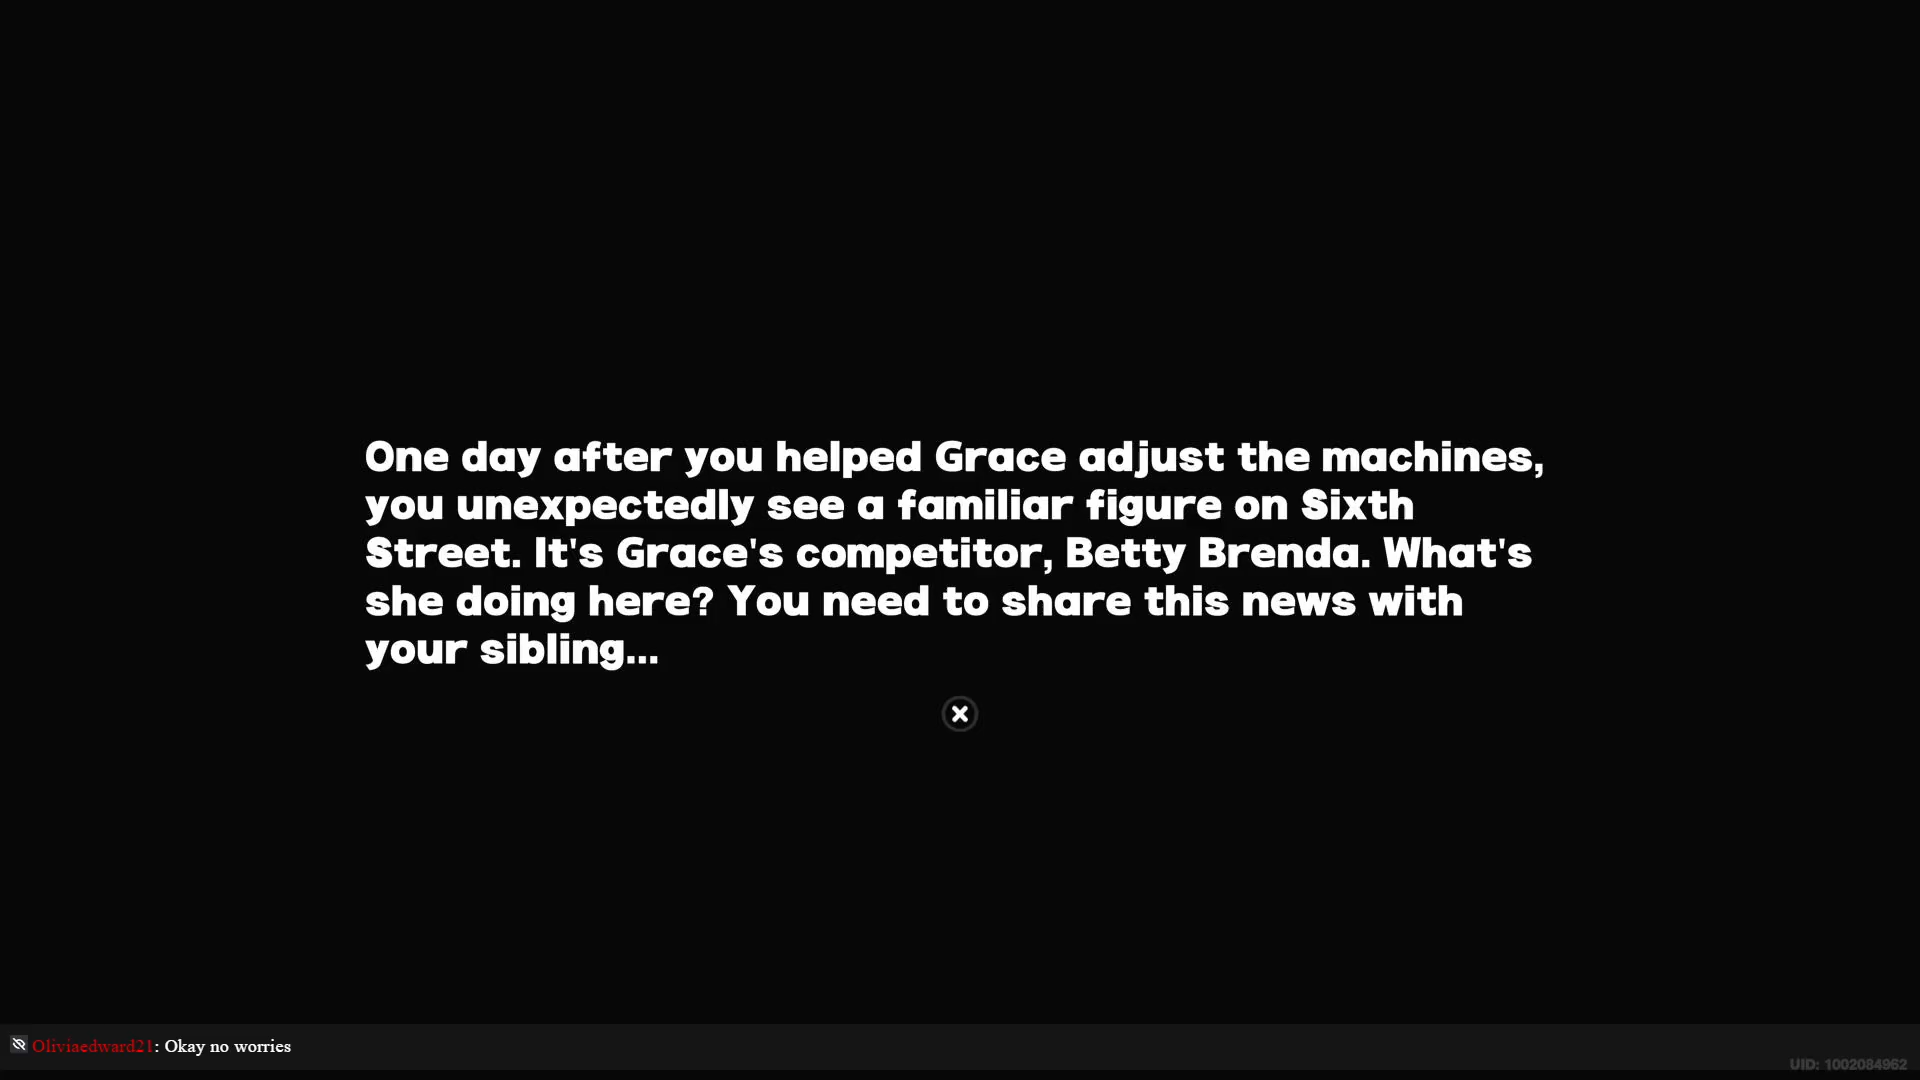 One day after you helped Grace adjust the machines,
you unexpectedly see a familiar figure on Sixth
Street. It's Grace's competitor, Betty Brenda. What's
she doing here? You need to share this news with
your sibling...
Oliviaedward21: Okay no worries
UID: 1002084962